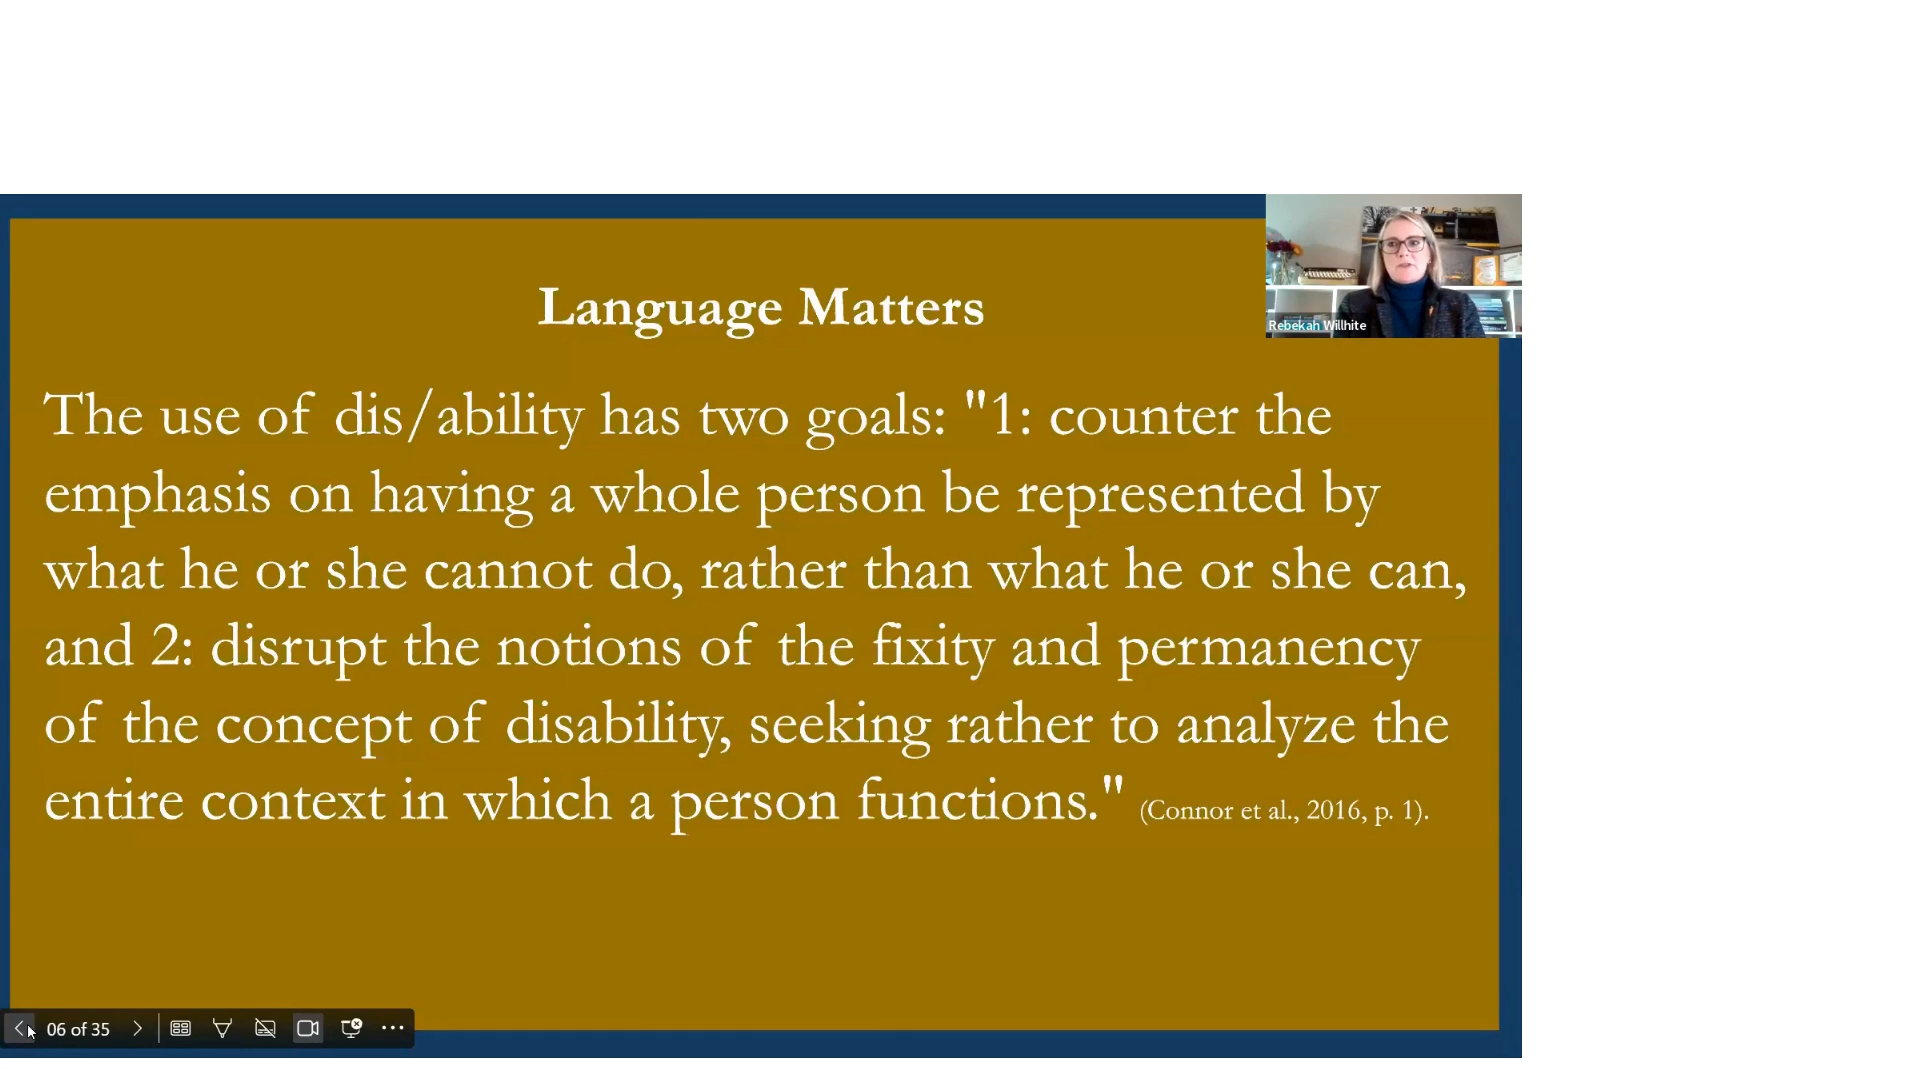 Rebekah Willhite
Language Matters
The use of dis/ability has two goals: "1: counter the
emphasis on having a whole person be represented by
what he or she cannot do, rather than what he or she can,
and 2: disrupt the notions of the fixity and permanency
of the concept of disability, seeking rather to analyze the
entire context in which a person functions." (Connor et al., 2016, p. 1).
06 of 35